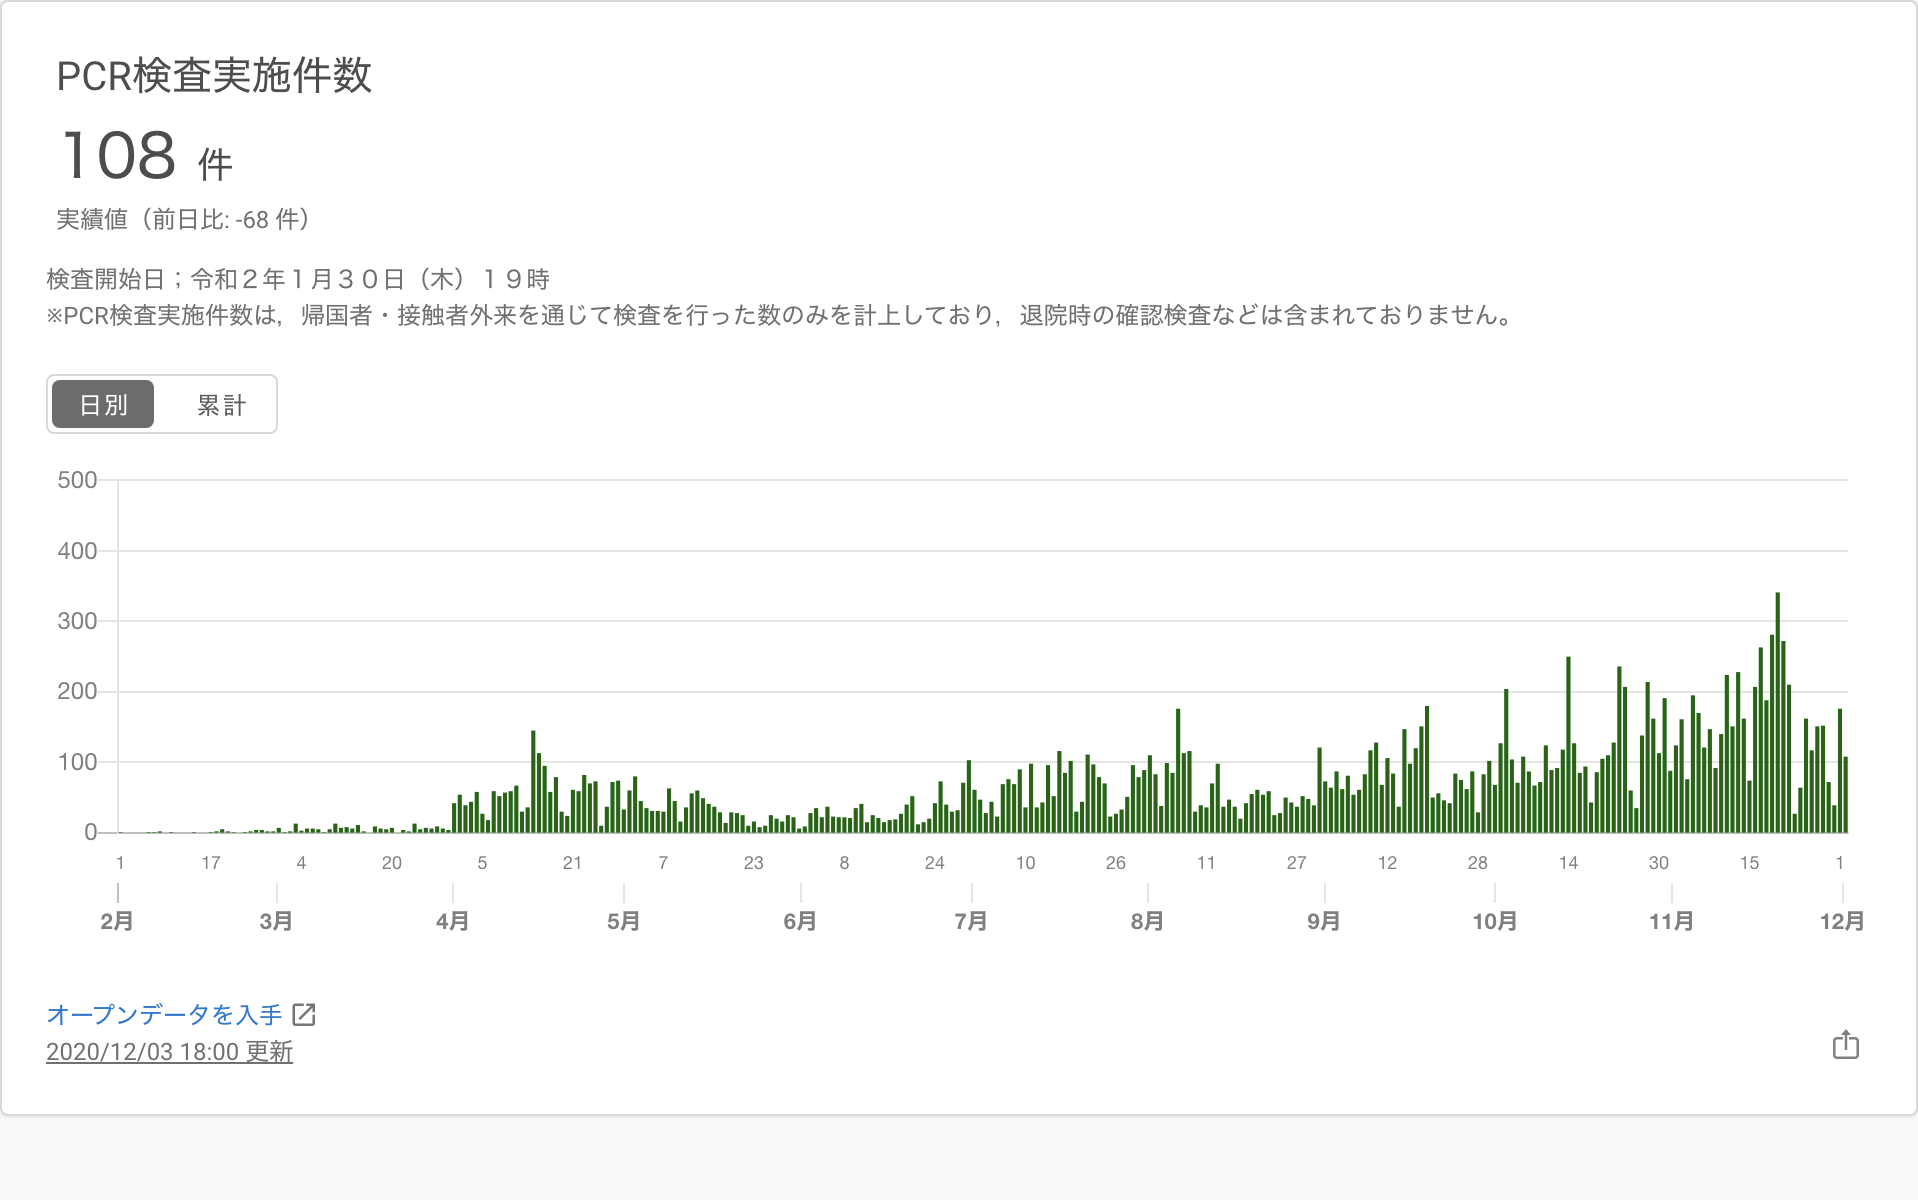 PCR検査実施件数
108 件
実績値（前日比: -68 件）
検査開始日；令和２年１月３０日（木）１９時
※PCR検査実施件数は，帰国者・接触者外来を通じて検査を行った数のみを計上しており，退院時の確認検査などは含まれておりません。
日別 累計
500
400
300
200
100
0
1 17 4 20 5 21 7 23 8 24 10 26 11 27 12 28 14 30 15 1
2月 3月 4月 5月 6月 7月 8月 9月 10月 11月 12月
オープンデータを入手
2020/12/03 18:00 更新